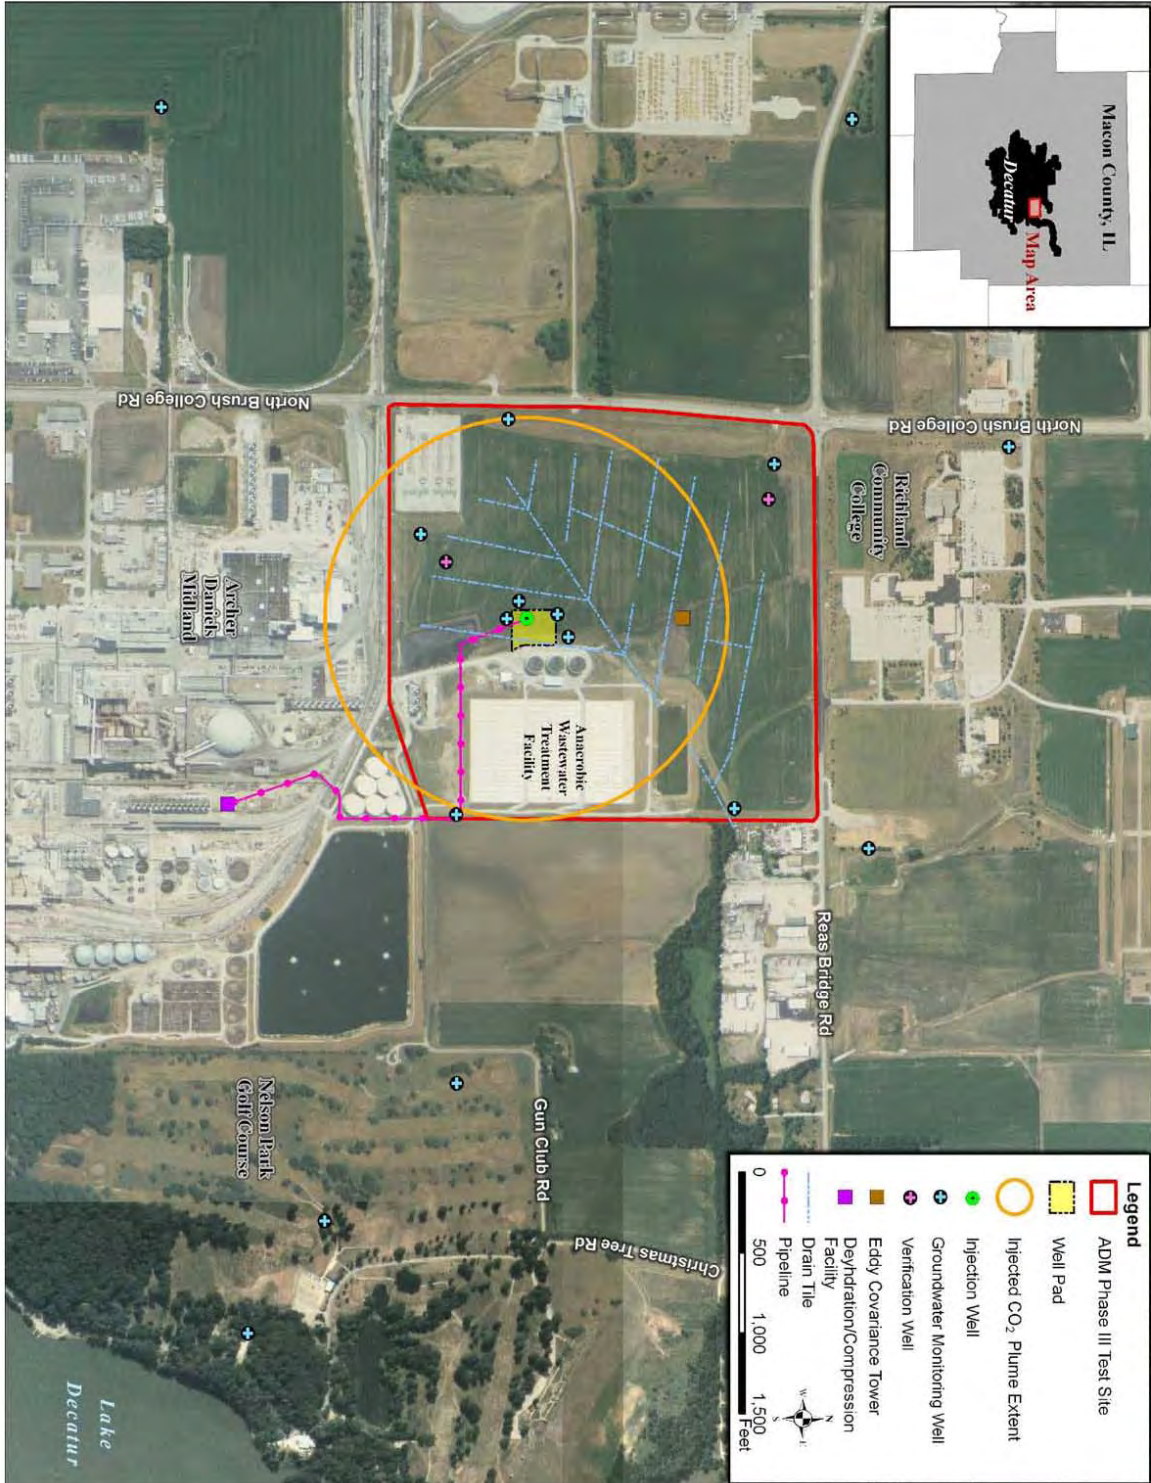 Macon County, IL
Decatur
Map Area
North Brush College Rd
North Brush College Rd
Richland
Community
College
Archer
Daniels
Midland
Anaerobic
Wastewater
Treatment
Facility
Reas Bridge Rd
Gun Club Rd
Christmas Tree Rd
Nelson Park
Golf Course
Lake
Decatur
Legend
ADM Phase III Test Site
Well Pad
Injected CO2 Plume Extent
Injection Well
Groundwater Monitoring Well
Verification Well
Eddy Covariance Tower
Deyhdration/Compression
Facility
Drain Tile
Pipeline
0 500 1,000 1,500
Feet
N
W E
S